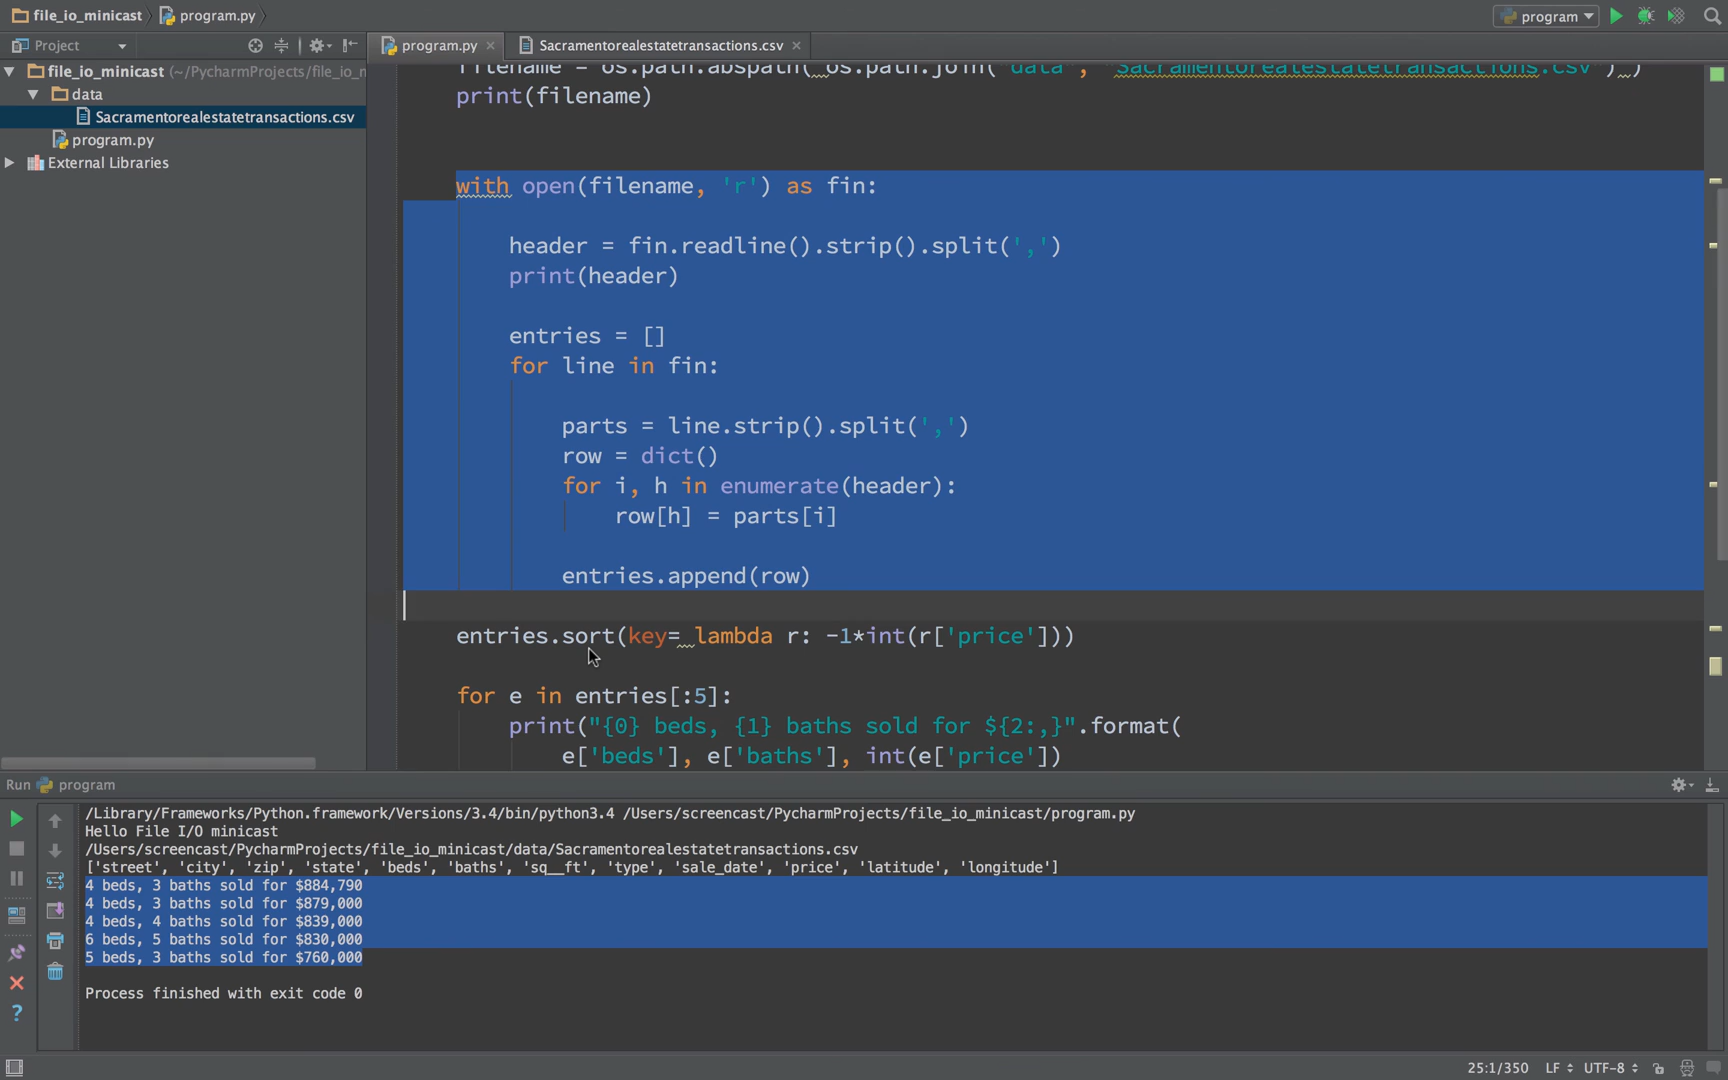 file_io_minicast program.py program
Project program.py Sacramentorealestatetransactions.csv
file_io_minicast (~/PycharmProjects/file_io_m
data
Sacramentorealestatetransactions.csv
program.py
External Libraries
filename = os.path.abspath( os.path.join("data", "Sacramentorealestatetransactions.csv") )
print(filename)
with open(filename, 'r') as fin:
header = fin.readline().strip().split(',')
print(header)
entries = []
for line in fin:
parts = line.strip().split(',')
row = dict()
for i, h in enumerate(header):
row[h] = parts[i]
entries.append(row)
entries.sort(key= lambda r: -1*int(r['price']))
for e in entries[:5]:
print("{0} beds, {1} baths sold for ${2:,}".format(
e['beds'], e['baths'], int(e['price'])
Run program
/Library/Frameworks/Python.framework/Versions/3.4/bin/python3.4 /Users/screencast/PycharmProjects/file_io_minicast/program.py
Hello File I/O minicast
/Users/screencast/PycharmProjects/file_io_minicast/data/Sacramentorealestatetransactions.csv
['street', 'city', 'zip', 'state', 'beds', 'baths', 'sq__ft', 'type', 'sale_date', 'price', 'latitude', 'longitude']
4 beds, 3 baths sold for $884,790
4 beds, 3 baths sold for $879,000
4 beds, 4 baths sold for $839,000
6 beds, 5 baths sold for $830,000
5 beds, 3 baths sold for $760,000
Process finished with exit code 0
25:1/350 LF UTF-8